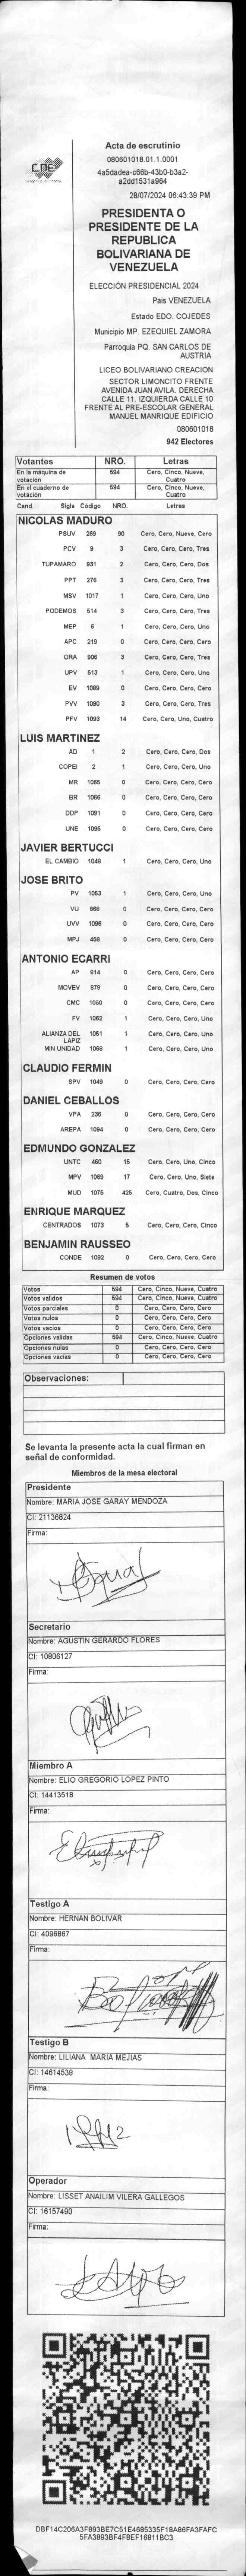 CNE
Acta de escrutinio
080601018.01.1.0001
4a5dadea-c66b-43b0-b3a2-
a2dd1531a964
28/07/2024 06:43:39 PM
PRESIDENTA O
PRESIDENTE DE LA
REPUBLICA
BOLIVARIANA DE
VENEZUELA
ELECCIÓN PRESIDENCIAL 2024
Pais VENEZUELA
Estado EDO. COJEDES
Municipio MP. EZEQUIEL ZAMORA
Parroquia PQ. SAN CARLOS DE
AUSTRIA
LICEO BOLIVARIANO CREACION
SECTOR LIMONCITO FRENTE
AVENIDA JUAN AVILA. DERECHA
CALLE 11. IZQUIERDA CALLE 10
FRENTE AL PRE-ESCOLAR GENERAL
MANUEL MANRIQUE EDIFICIO
080601018
942 Electores
Votantes NRO. Letras
En la máquina de votación 594 Cero, Cinco, Nueve, Cuatro
En el cuaderno de votación 594 Cero, Cinco, Nueve, Cuatro
Cand. Sigla Código NRO. Letras
NICOLAS MADURO
PSUV 269 90 Cero, Cero, Nueve, Cero
PCV 9 3 Cero, Cero, Cero, Tres
TUPAMARO 931 2 Cero, Cero, Cero, Dos
PPT 276 3 Cero, Cero, Cero, Tres
MSV 1017 1 Cero, Cero, Cero, Uno
PODEMOS 514 3 Cero, Cero, Cero, Tres
MEP 6 1 Cero, Cero, Cero, Uno
APC 219 0 Cero, Cero, Cero, Cero
ORA 906 3 Cero, Cero, Cero, Tres
UPV 513 1 Cero, Cero, Cero, Uno
EV 1089 0 Cero, Cero, Cero, Cero
PVV 1090 3 Cero, Cero, Cero, Tres
PFV 1093 14 Cero, Cero, Uno, Cuatro
LUIS MARTINEZ
AD 1 2 Cero, Cero, Cero, Dos
COPEI 2 1 Cero, Cero, Cero, Uno
MR 1065 0 Cero, Cero, Cero, Cero
BR 1066 0 Cero, Cero, Cero, Cero
DDP 1091 0 Cero, Cero, Cero, Cero
UNE 1095 0 Cero, Cero, Cero, Cero
JAVIER BERTUCCI
EL CAMBIO 1048 1 Cero, Cero, Cero, Uno
JOSE BRITO
PV 1053 1 Cero, Cero, Cero, Uno
VU 868 0 Cero, Cero, Cero, Cero
UVV 1096 0 Cero, Cero, Cero, Cero
MPJ 458 0 Cero, Cero, Cero, Cero
ANTONIO ECARRI
AP 814 0 Cero, Cero, Cero, Cero
MOVEV 879 0 Cero, Cero, Cero, Cero
CMC 1050 0 Cero, Cero, Cero, Cero
FV 1062 1 Cero, Cero, Cero, Uno
ALIANZA DEL LAPIZ 1051 1 Cero, Cero, Cero, Uno
MIN UNIDAD 1068 1 Cero, Cero, Cero, Uno
CLAUDIO FERMIN
SPV 1049 0 Cero, Cero, Cero, Cero
DANIEL CEBALLOS
VPA 236 0 Cero, Cero, Cero, Cero
AREPA 1094 0 Cero, Cero, Cero, Cero
EDMUNDO GONZALEZ
UNTC 460 15 Cero, Cero, Uno, Cinco
MPV 1069 17 Cero, Cero, Uno, Siete
MUD 1075 425 Cero, Cuatro, Dos, Cinco
ENRIQUE MARQUEZ
CENTRADOS 1073 5 Cero, Cero, Cero, Cinco
BENJAMIN RAUSSEO
CONDE 1092 0 Cero, Cero, Cero, Cero
Resumen de votos
Votos 594 Cero, Cinco, Nueve, Cuatro
Votos validos 594 Cero, Cinco, Nueve, Cuatro
Votos parciales 0 Cero, Cero, Cero, Cero
Votos nulos 0 Cero, Cero, Cero, Cero
Votos vacios 0 Cero, Cero, Cero, Cero
Opciones validas 594 Cero, Cinco, Nueve, Cuatro
Opciones nulas 0 Cero, Cero, Cero, Cero
Opciones vacias 0 Cero, Cero, Cero, Cero
Observaciones:
Se levanta la presente acta la cual firman en
señal de conformidad.
Miembros de la mesa electoral
Presidente
Nombre: MARIA JOSE GARAY MENDOZA
CI: 21136824
Firma:
Secretario
Nombre: AGUSTIN GERARDO FLORES
CI: 10806127
Firma:
Miembro A
Nombre: ELIO GREGORIO LOPEZ PINTO
CI: 14413518
Firma:
Testigo A
Nombre: HERNAN BOLIVAR
CI: 4096867
Firma:
Testigo B
Nombre: LILIANA MARIA MEJIAS
CI: 14614539
Firma:
Operador
Nombre: LISSET ANAILIM VILERA GALLEGOS
CI: 16157490
Firma:
DBF14C206A3F893BE7C51E4685335F18A86FA3FAFC
5FA3893BF4FBEF16811BC3